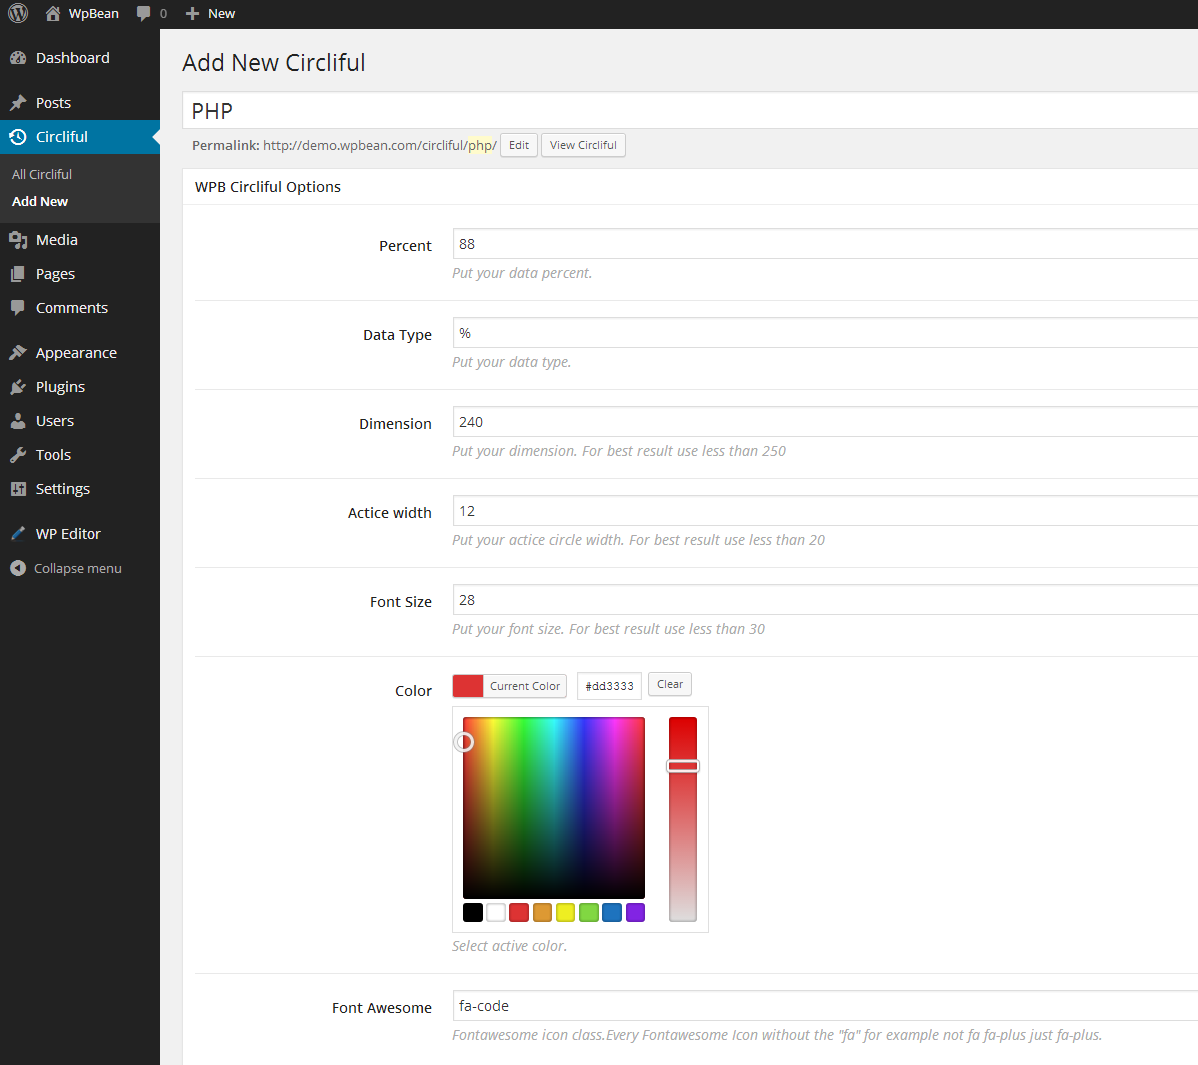 WpBean 0 New
Dashboard
Posts
Circliful
All Circliful
Add New
Media
Pages
Comments
Appearance
Plugins
Users
Tools
Settings
WP Editor
Collapse menu
Add New Circliful
PHP
Permalink: http://demo.wpbean.com/circliful/php/ Edit View Circliful
WPB Circliful Options
Percent 88
Put your data percent.
Data Type %
Put your data type.
Dimension 240
Put your dimension. For best result use less than 250
Actice width 12
Put your actice circle width. For best result use less than 20
Font Size 28
Put your font size. For best result use less than 30
Color Current Color #dd3333 Clear
Select active color.
Font Awesome fa-code
Fontawesome icon class.Every Fontawesome Icon without the "fa" for example not fa fa-plus just fa-plus.